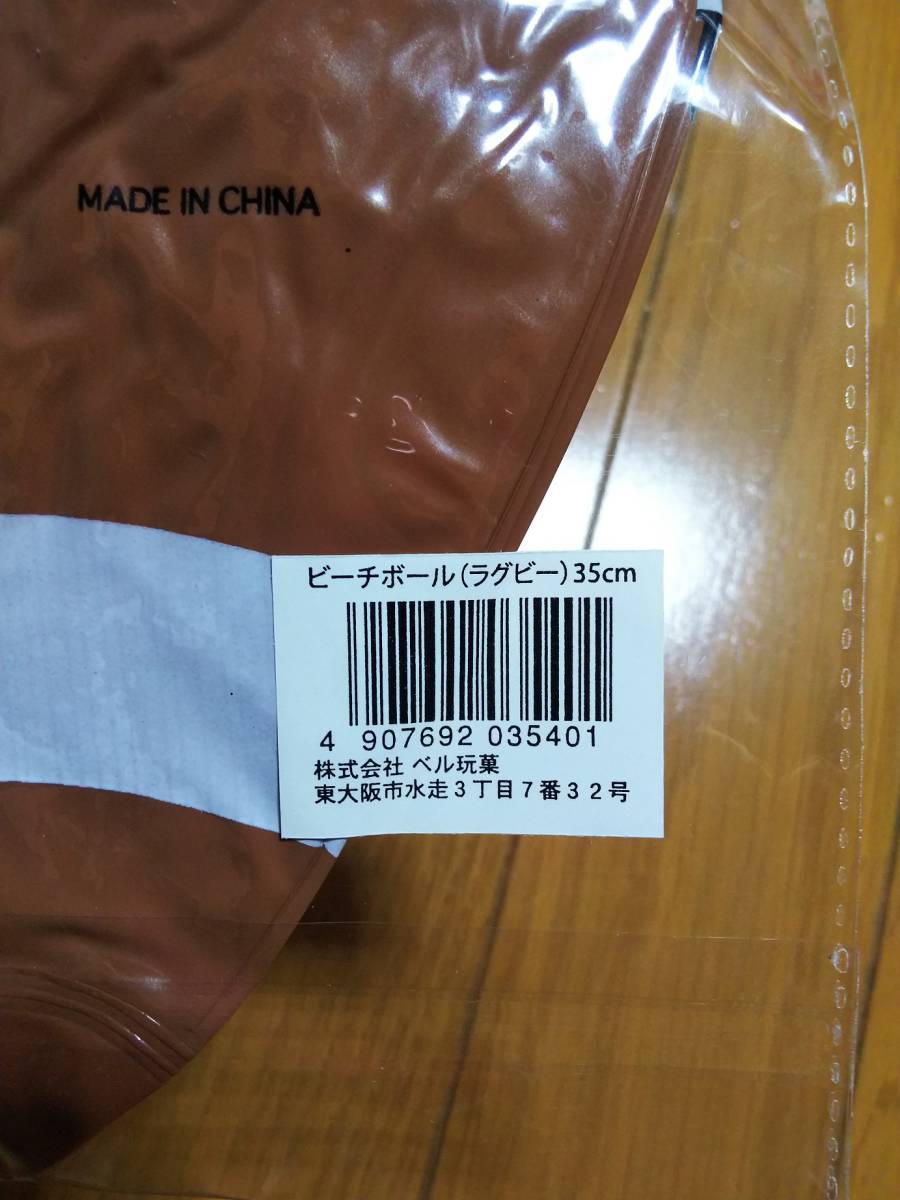 MADE IN CHINA
ビーチボール(ラグビー)35cm
4 907692 035401
株式会社 ベル玩菓
東大阪市水走3丁目7番32号